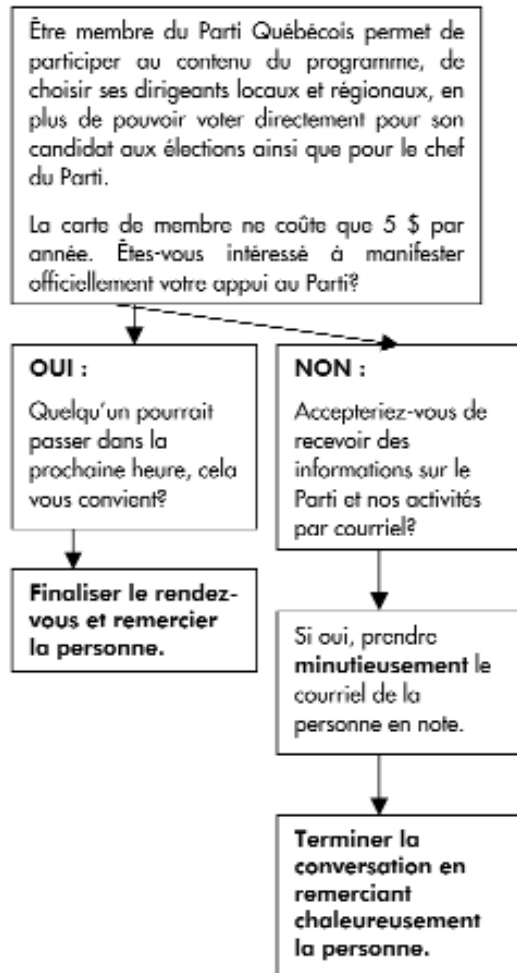 Être membre du Parti Québécois permet de
participer au contenu du programme, de
choisir ses dirigeants locaux et régionaux, en
plus de pouvoir voter directement pour son
candidat aux élections ainsi que pour le chef
du Parti.
La carte de membre ne coûte que 5 $ par
année. Êtes-vous intéressé à manifester
officiellement votre appui au Parti?
OUI :
Quelqu'un pourrait
passer dans la
prochaine heure, cela
vous convient?
Finaliser le rendez-
vous et remercier
la personne.
NON :
Accepteriez-vous de
recevoir des
informations sur le
Parti et nos activités
par courriel?
Si oui, prendre
minutieusement le
courriel de la
personne en note.
Terminer la
conversation en
remerciant
chaleureusement
la personne.